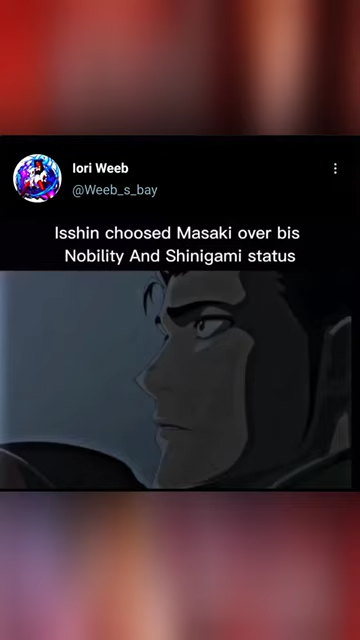 Iori Weeb
@Weeb_s_bay
Isshin choosed Masaki over bis
Nobility And Shinigami status